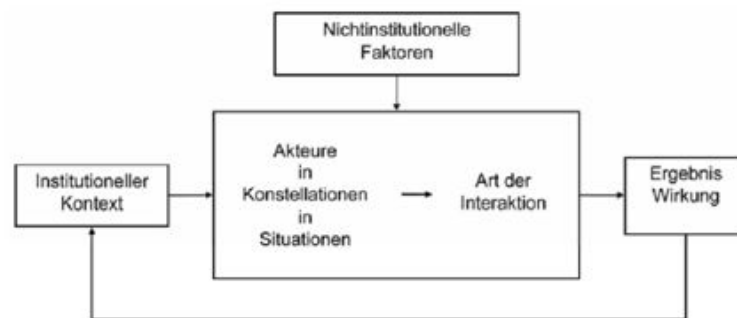 Nichtinstitutionelle
Faktoren
Institutioneller
Kontext
Akteure
in
Konstellationen
in
Situationen
Art der
Interaktion
Ergebnis
Wirkung